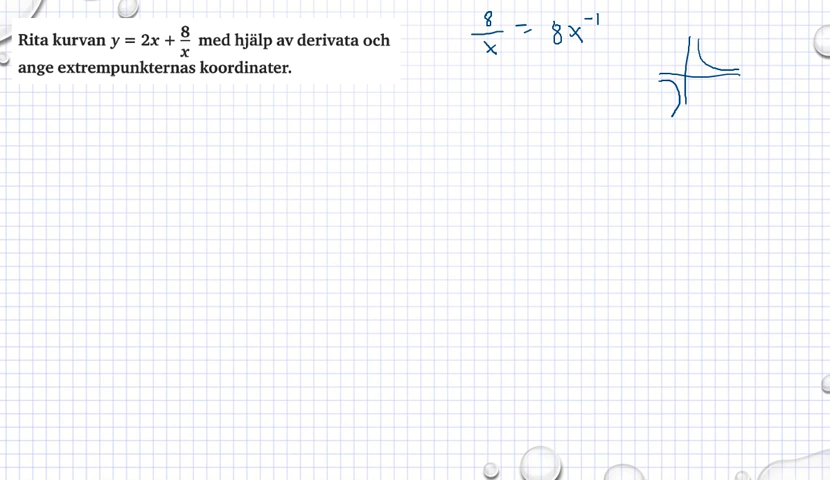 Rita kurvan y = 2x + 8/x med hjälp av derivata och
ange extrempunkternas koordinater.
8/x = 8x⁻¹